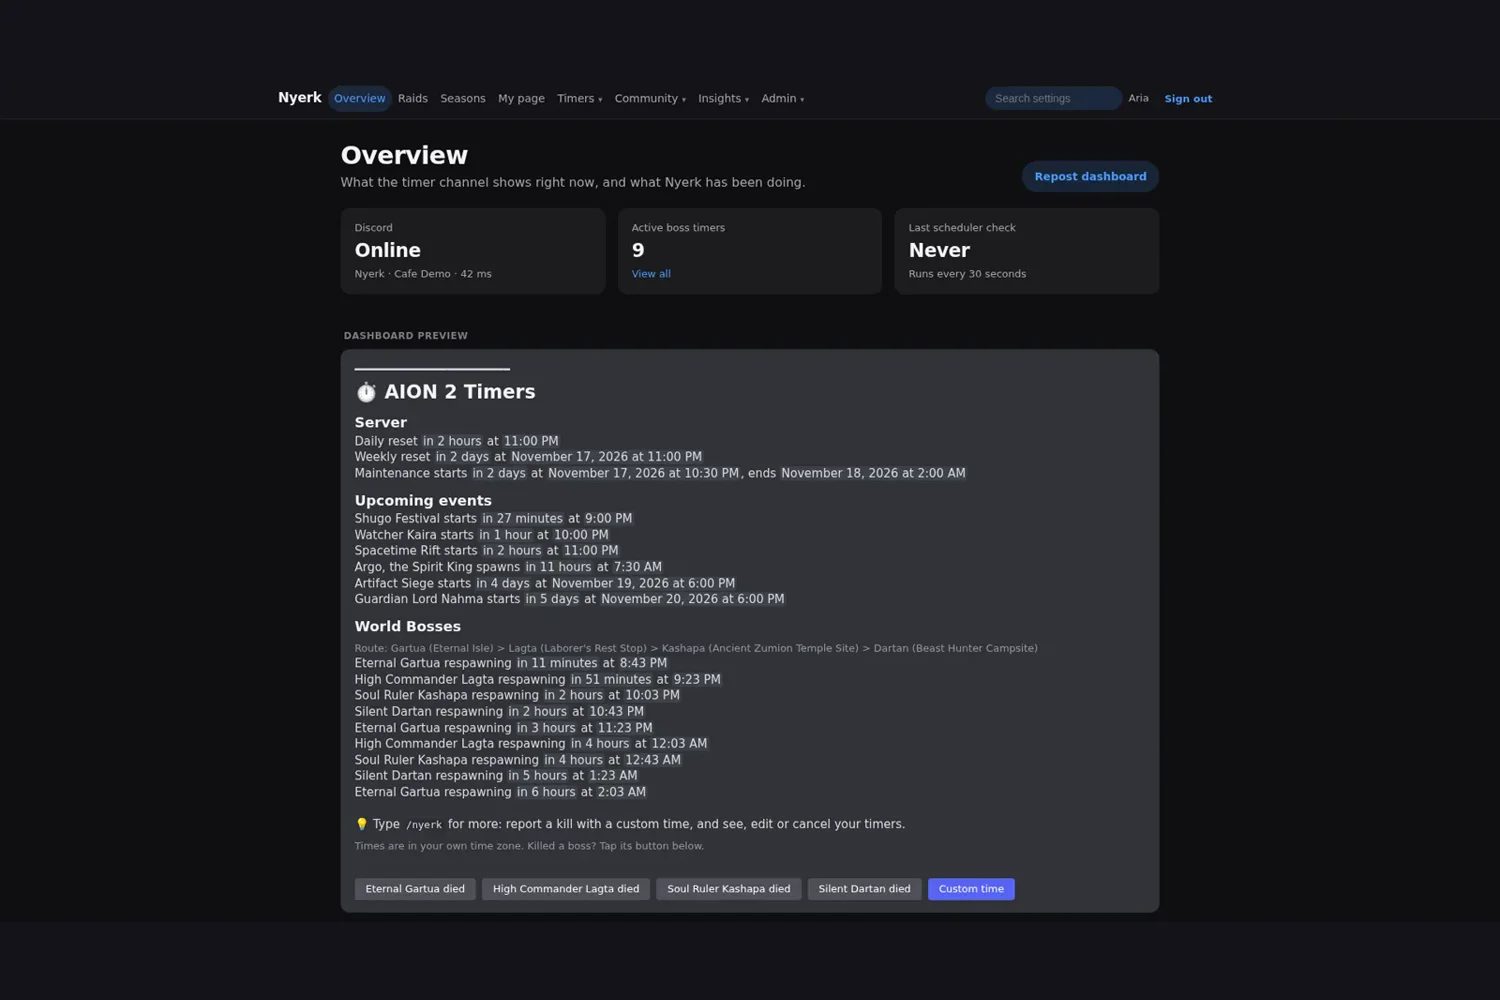 Nyerk Overview Raids Seasons My page Timers ▾ Community ▾ Insights ▾ Admin ▾ Search settings Aria Sign out
Overview
What the timer channel shows right now, and what Nyerk has been doing.
Repost dashboard
Discord
Online
Nyerk · Cafe Demo · 42 ms
Active boss timers
9
View all
Last scheduler check
Never
Runs every 30 seconds
DASHBOARD PREVIEW
⏱️ AION 2 Timers
Server
Daily reset in 2 hours at 11:00 PM
Weekly reset in 2 days at November 17, 2026 at 11:00 PM
Maintenance starts in 2 days at November 17, 2026 at 10:30 PM, ends November 18, 2026 at 2:00 AM
Upcoming events
Shugo Festival starts in 27 minutes at 9:00 PM
Watcher Kaira starts in 1 hour at 10:00 PM
Spacetime Rift starts in 2 hours at 11:00 PM
Argo, the Spirit King spawns in 11 hours at 7:30 AM
Artifact Siege starts in 4 days at November 19, 2026 at 6:00 PM
Guardian Lord Nahma starts in 5 days at November 20, 2026 at 6:00 PM
World Bosses
Route: Gartua (Eternal Isle) > Lagta (Laborer's Rest Stop) > Kashapa (Ancient Zumion Temple Site) > Dartan (Beast Hunter Campsite)
Eternal Gartua respawning in 11 minutes at 8:43 PM
High Commander Lagta respawning in 51 minutes at 9:23 PM
Soul Ruler Kashapa respawning in 2 hours at 10:03 PM
Silent Dartan respawning in 2 hours at 10:43 PM
Eternal Gartua respawning in 3 hours at 11:23 PM
High Commander Lagta respawning in 4 hours at 12:03 AM
Soul Ruler Kashapa respawning in 4 hours at 12:43 AM
Silent Dartan respawning in 5 hours at 1:23 AM
Eternal Gartua respawning in 6 hours at 2:03 AM
💡 Type /nyerk for more: report a kill with a custom time, and see, edit or cancel your timers.
Times are in your own time zone. Killed a boss? Tap its button below.
Eternal Gartua died High Commander Lagta died Soul Ruler Kashapa died Silent Dartan died Custom time